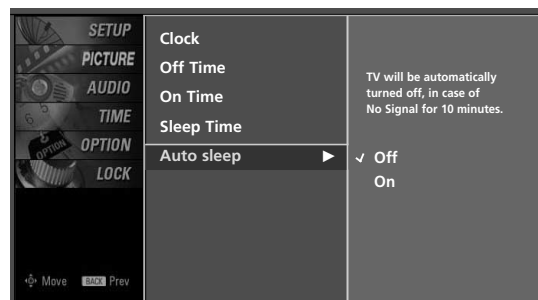 SETUP
PICTURE
AUDIO
TIME
OPTION
LOCK
Move BACK Prev
Clock
Off Time
On Time
Sleep Time
Auto sleep
TV will be automatically
turned off, in case of
No Signal for 10 minutes.
Off
On